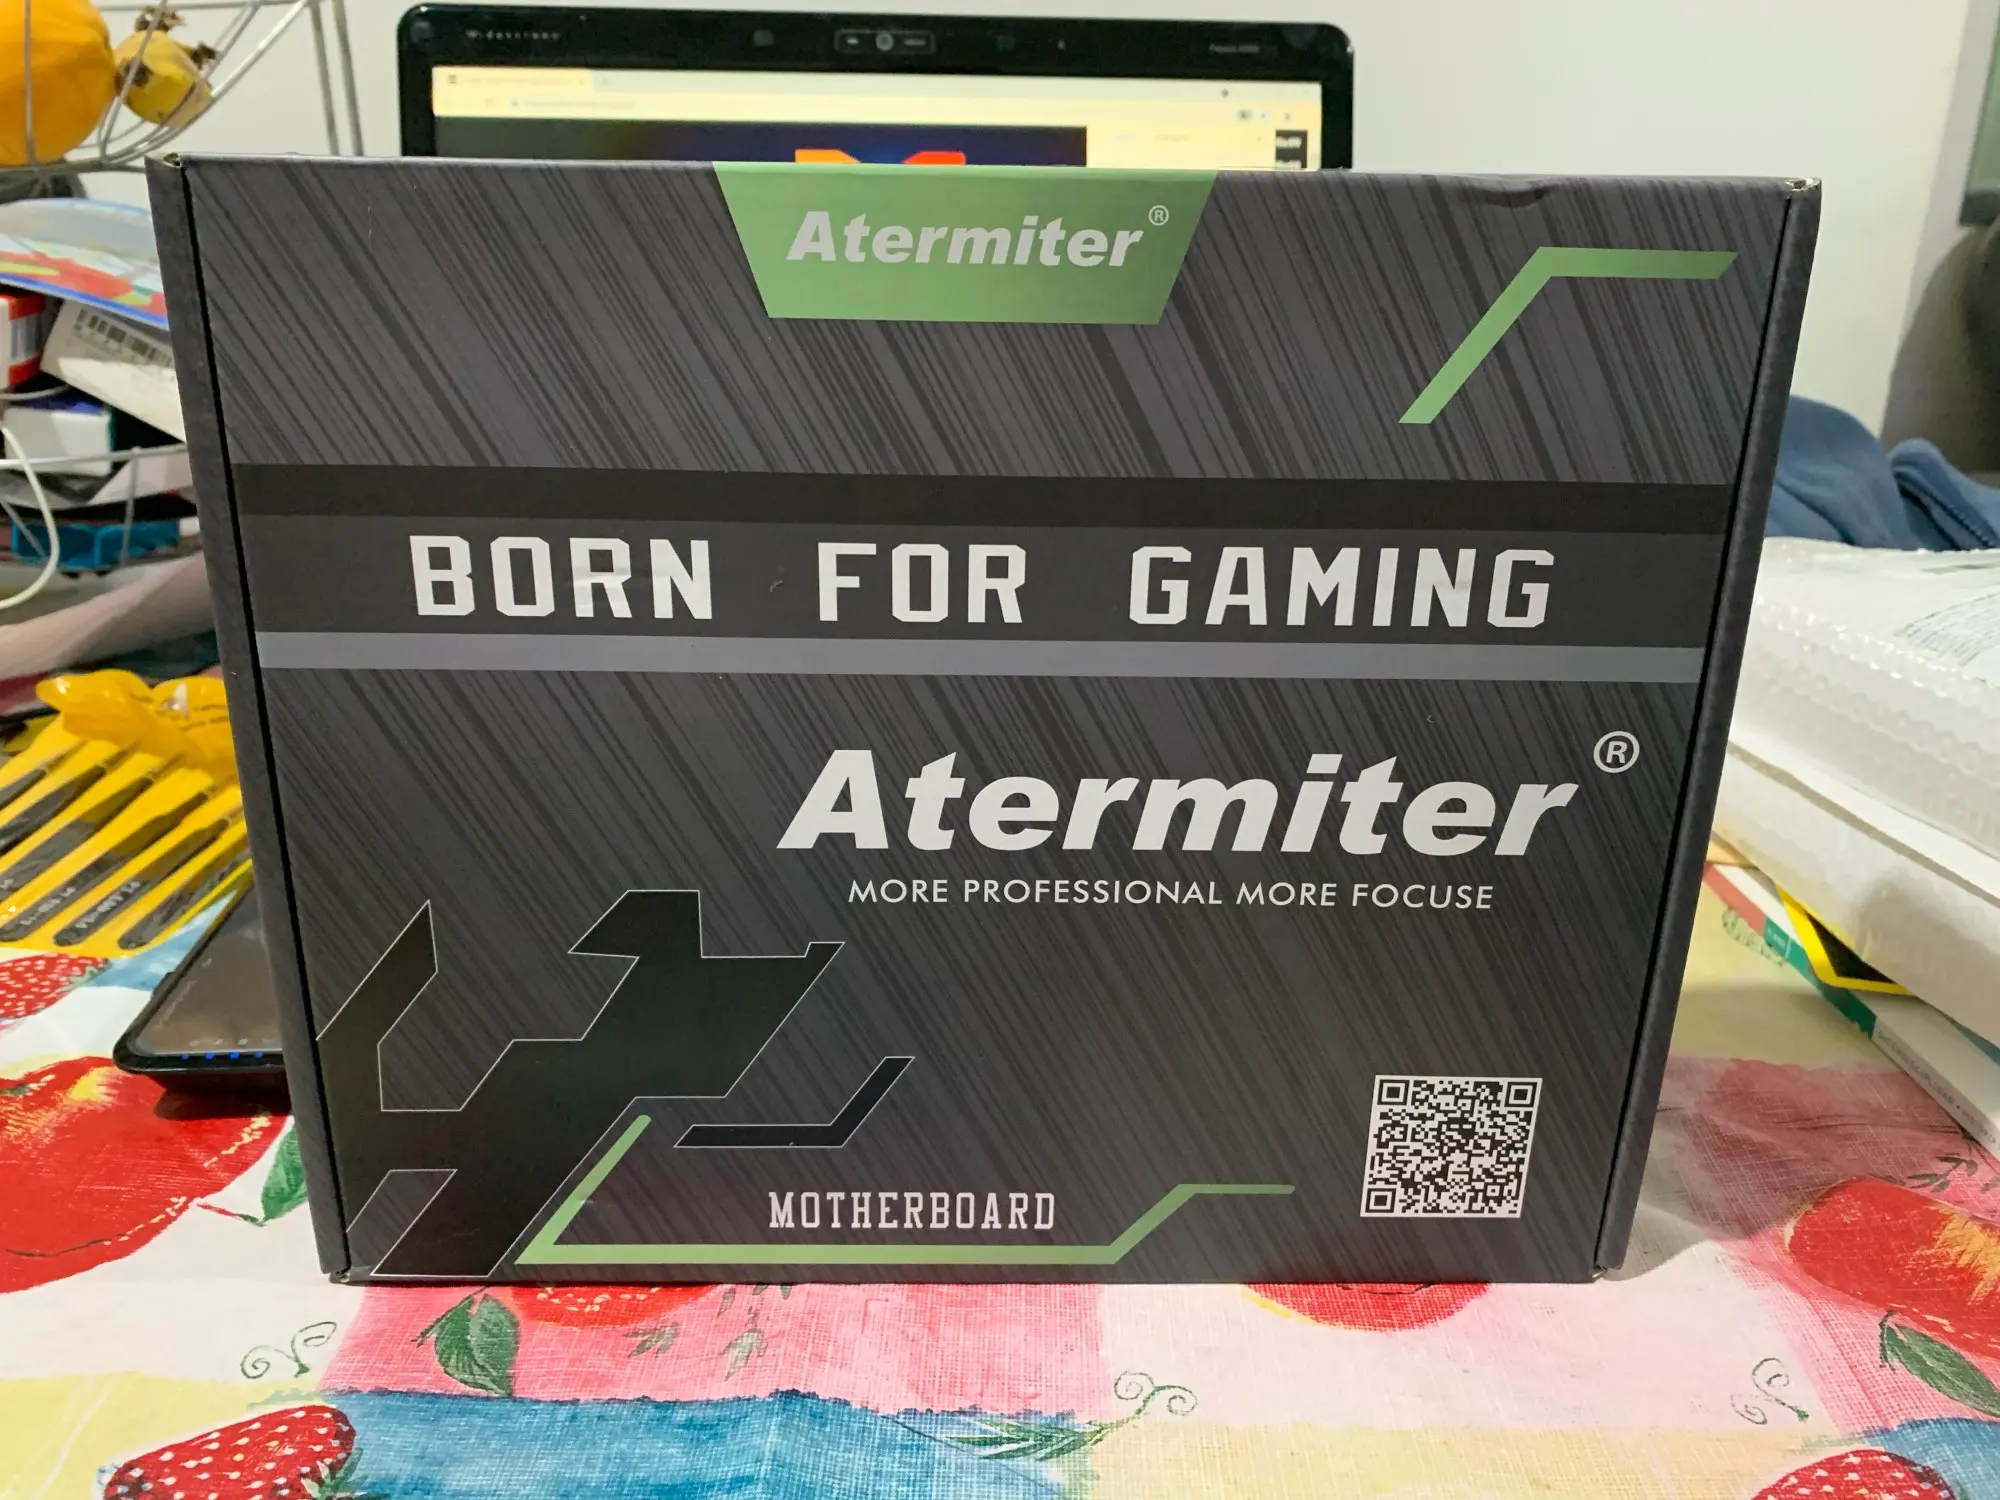 Atermiter®
BORN FOR GAMING
Atermiter®
MORE PROFESSIONAL MORE FOCUSE
MOTHERBOARD